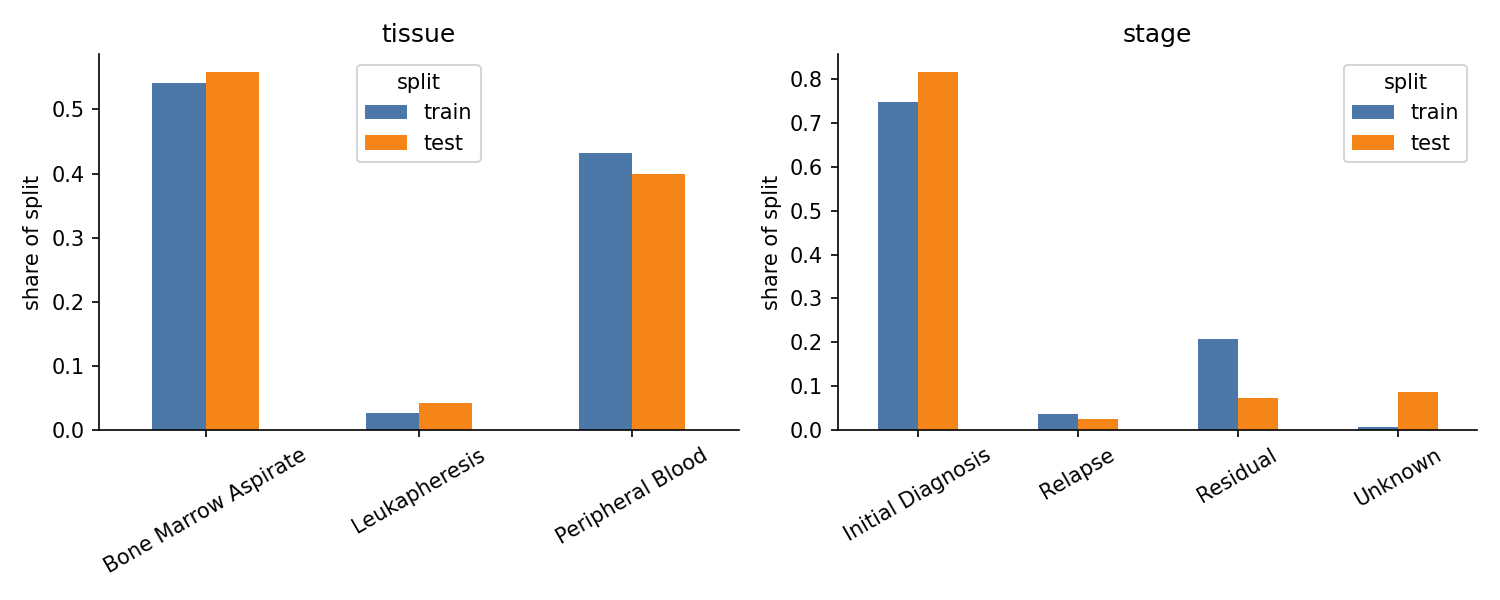 tissue
share of split
0.5
0.4
0.3
0.2
0.1
0.0
split
train
test
Bone Marrow Aspirate
Leukapheresis
Peripheral Blood
stage
share of split
0.8
0.7
0.6
0.5
0.4
0.3
0.2
0.1
0.0
split
train
test
Initial Diagnosis
Relapse
Residual
Unknown